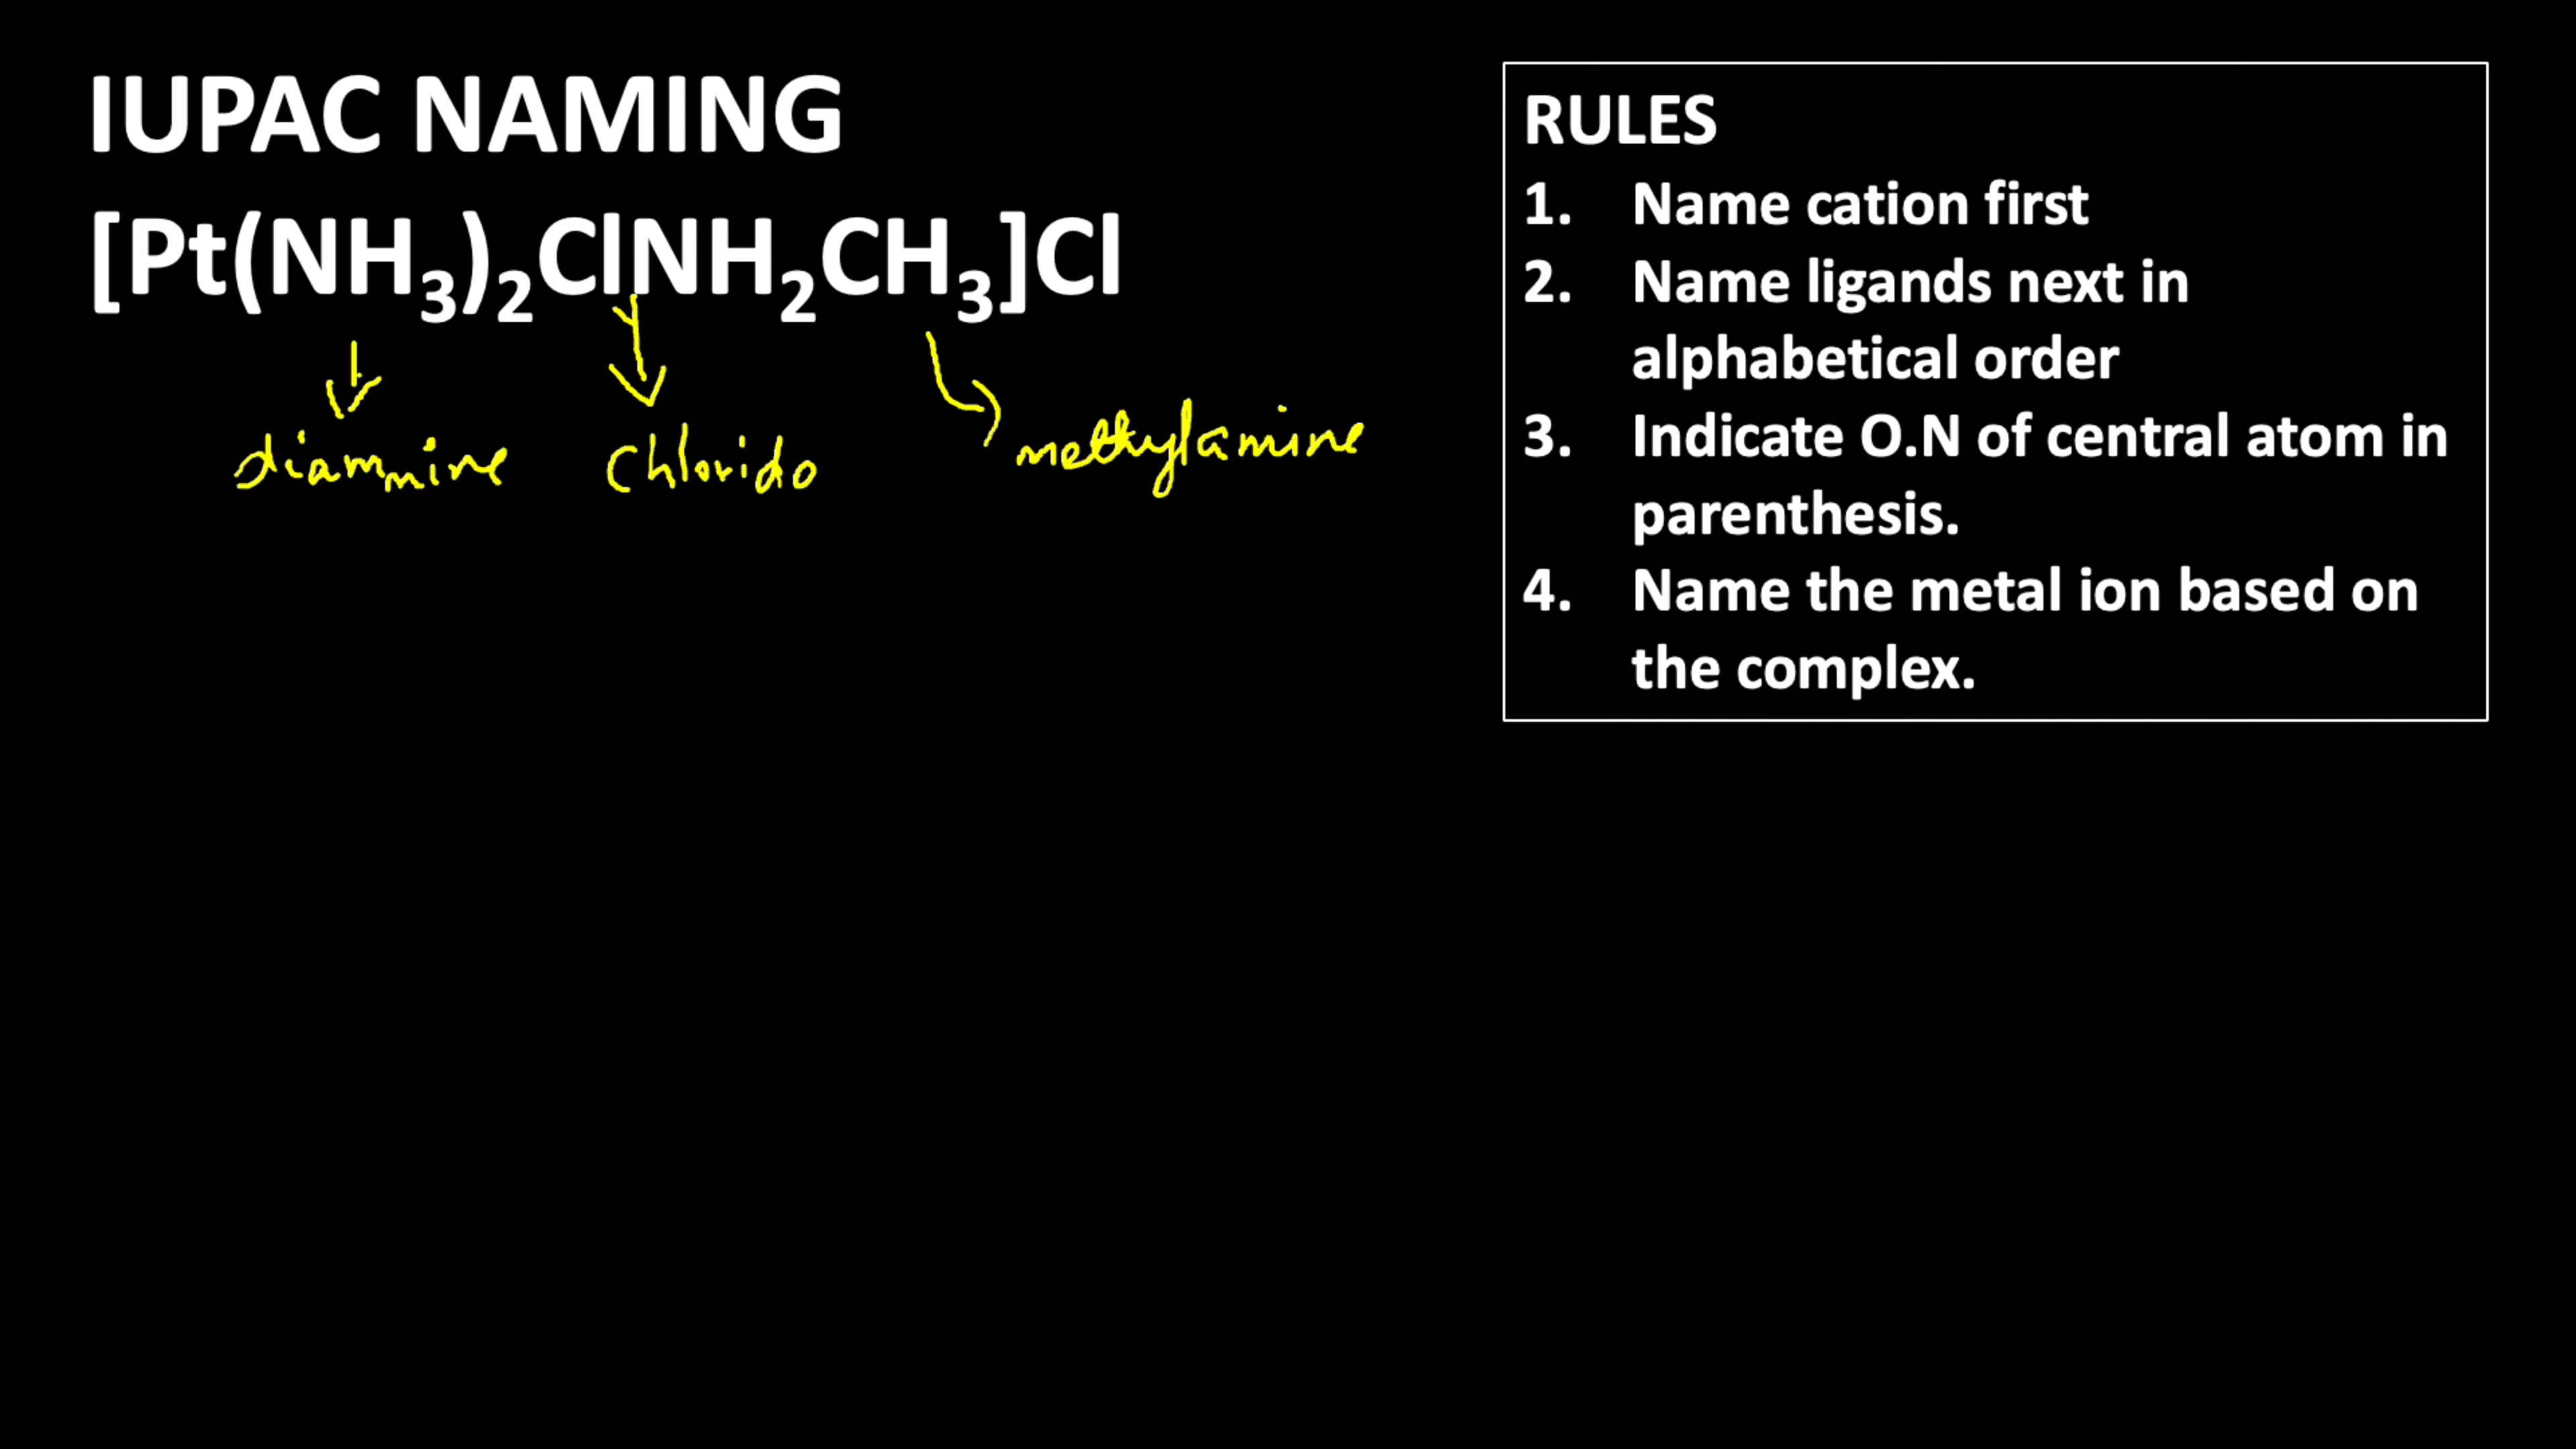 IUPAC NAMING
[Pt(NH₃)₂ClNH₂CH₃]Cl
diammine chlorido methylamine
RULES
1. Name cation first
2. Name ligands next in
alphabetical order
3. Indicate O.N of central atom in
parenthesis.
4. Name the metal ion based on
the complex.